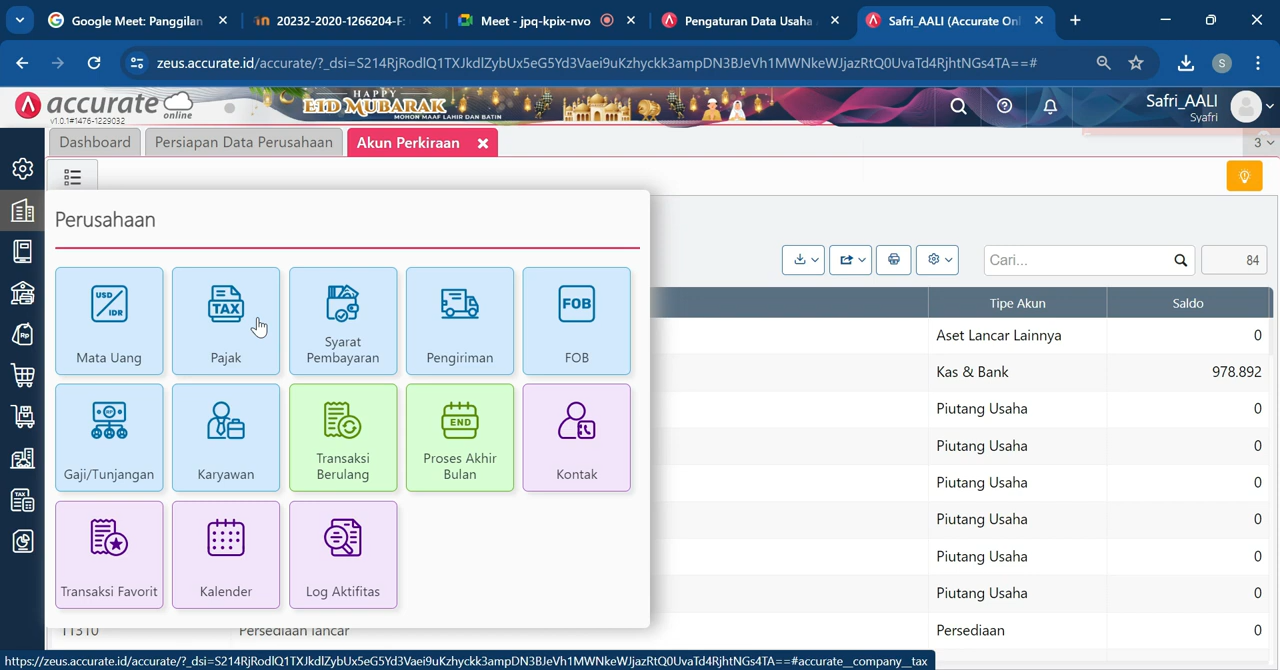 Google Meet: Panggilan
20232-2020-1266204-F:
Meet - jpq-kpix-nvo
Pengaturan Data Usaha
Safri_AALI (Accurate Onl
zeus.accurate.id/accurate/?_dsi=S214RjRodlQ1TXJkdlZybUx5eG5Yd3Vaei9uKzhyckk3ampDN3BJeVh1MWNkeWJjazRtQ0UvaTd4RjhtNGs4TA==#
S
accurate online
v1.0.1#1476-1229032
HAPPY
EID MUBARAK
MOHON MAAF LAHIR DAN BATIN
Safri_AALI
Syafri
Dashboard
Persiapan Data Perusahaan
Akun Perkiraan
3
Perusahaan
Cari...
84
USD
IDR
Mata Uang
TAX
Pajak
Syarat
Pembayaran
Pengiriman
FOB
FOB
Gaji/Tunjangan
Karyawan
Transaksi
Berulang
END
Proses Akhir
Bulan
Kontak
Transaksi Favorit
Kalender
Log Aktifitas
Rp
TAX
Tipe Akun
Saldo
Aset Lancar Lainnya
0
Kas & Bank
978.892
Piutang Usaha
0
Piutang Usaha
0
Piutang Usaha
0
Piutang Usaha
0
Piutang Usaha
0
Piutang Usaha
0
11310
Persediaan lancar
Persediaan
0
https://zeus.accurate.id/accurate/?_dsi=S214RjRodlQ1TXJkdlZybUx5eG5Yd3Vaei9uKzhyckk3ampDN3BJeVh1MWNkeWJjazRtQ0UvaTd4RjhtNGs4TA==#accurate__company__tax